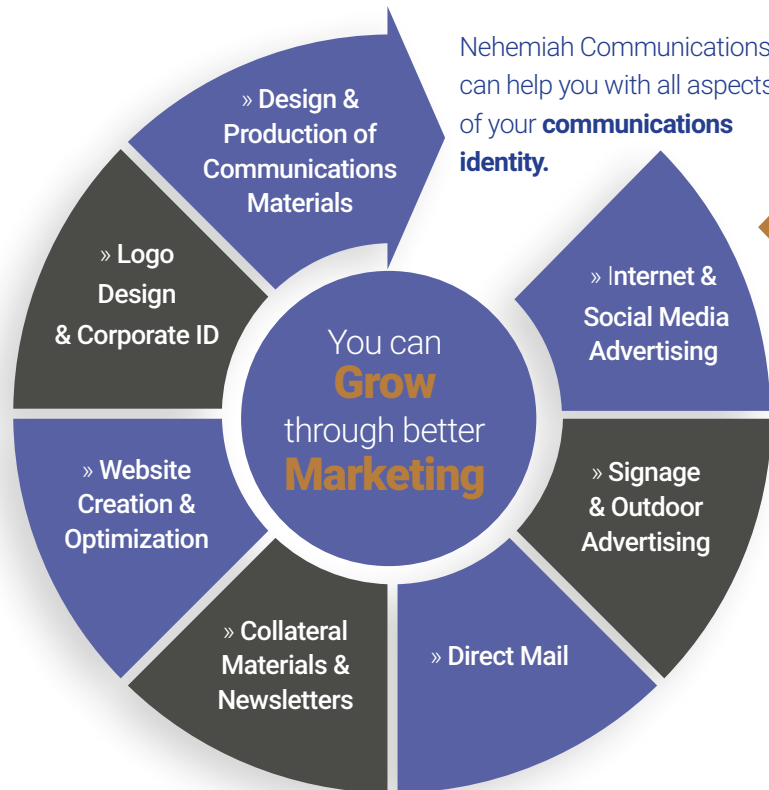 Nehemiah Communications
can help you with all aspects
of your communications
identity.
» Design &
Production of
Communications
Materials
» Logo
Design
& Corporate ID
» Website
Creation &
Optimization
» Collateral
Materials &
Newsletters
» Direct Mail
» Signage
& Outdoor
Advertising
» Internet &
Social Media
Advertising
You can
Grow
through better
Marketing